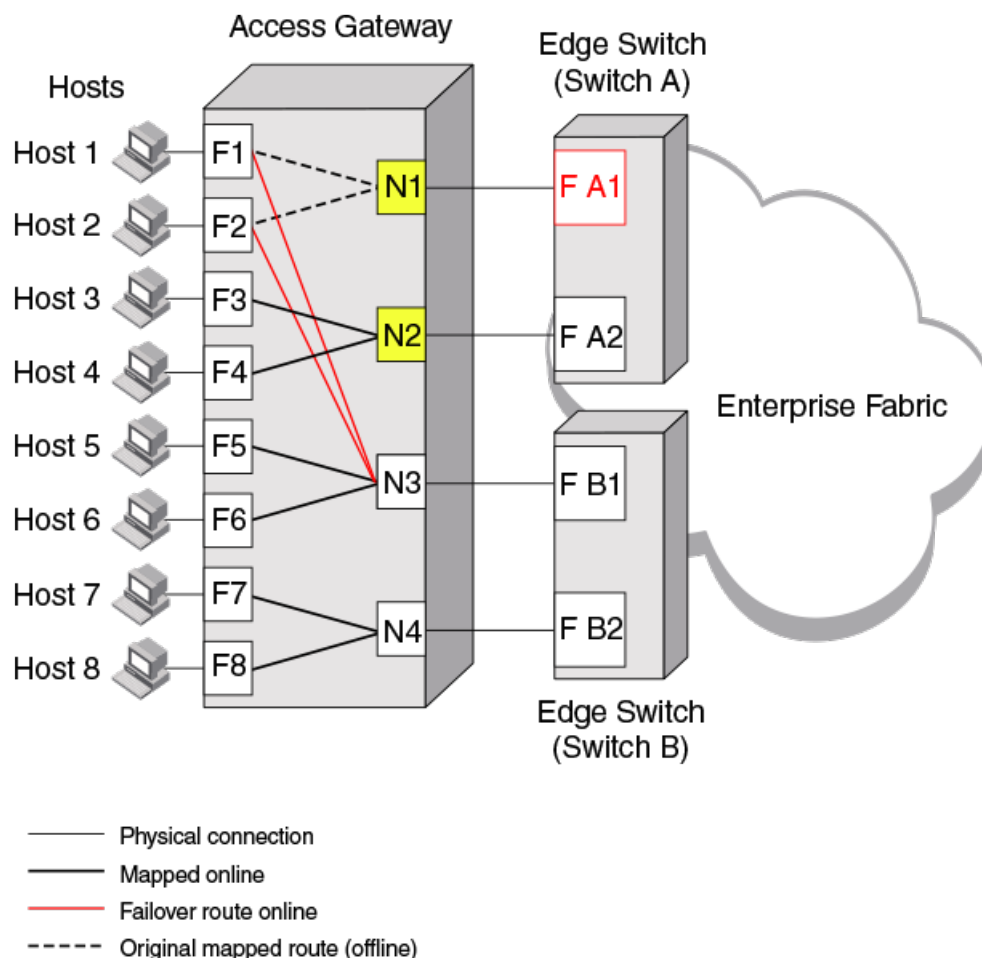 Access Gateway
Edge Switch
(Switch A)
Hosts
Host 1
F1
N1
F A1
Host 2
F2
Host 3
F3
N2
F A2
Host 4
F4
Enterprise Fabric
Host 5
F5
N3
F B1
Host 6
F6
Host 7
F7
N4
F B2
Host 8
F8
Edge Switch
(Switch B)
Physical connection
Mapped online
Failover route online
Original mapped route (offline)